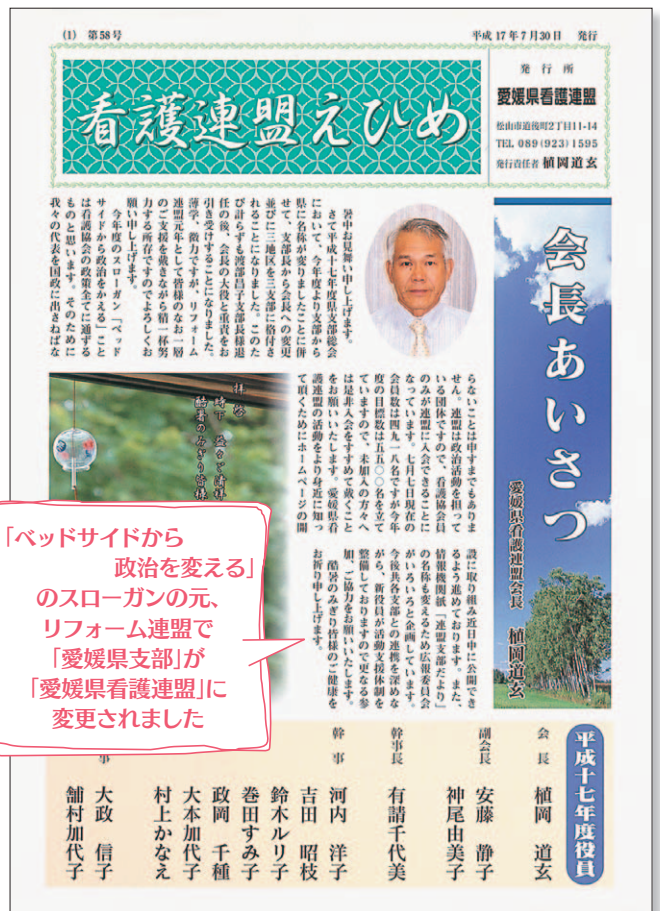 (1) 第58号
平成17年7月30日 発行
看護連盟えひめ
発行所
愛媛県看護連盟
松山市道後町2丁目11-14
TEL 089(923)1595
発行責任者 植岡道玄
会長あいさつ
愛媛県看護連盟会長 植岡道玄
暑中お見舞い申し上げます。
さて平成十七年度県支部総会
において、今年度より支部から
県に名称が変りましたことに併
せて、支部長から会長への変更
並びに三地区を三支部に格付さ
れることになりました。このた
び計らずも渡部昌子支部長様退
任の後、会長の大役と重責をお
引き受けすることになりました。
薄学、微力ですが、リフォーム
連盟元年として皆様のなお一層
のご支援を戴きながら精一杯努
力する所存ですのでよろしくお
願い申し上げます。
今年度のスローガン「ベッド
サイドから政治をかえる」こと
は看護協会の政策全てに通ずる
ものと思います。そのために
我々の代表を国政に出さねばな
らないことは申すまでもありま
せん。連盟は政治活動を担って
いる団体ですので、看護協会員
のみが連盟に入会できることに
なっています。七月七日現在の
会員数は四九一八名ですが今年
度の目標数は五五〇〇名を立て
ていますので、未加入の方々へ
は是非入会をすすめて戴くこと
をお願いいたします。愛媛県看
護連盟の活動をより身近に知っ
て頂くためにホームページの開
設に取り組み近日中に公開でき
るよう進めております。また、
情報機関紙「連盟支部だより」
の名称も変えるため広報委員会
がいろいろと企画しています。
今後共各支部との連携を深めな
がら、新役員が活動支援体制を
整備しておりますので更なる参
加、ご協力をお願いいたします。
酷暑のみぎり皆様のご健康を
お祈り申し上げます。
拝啓
時下 益々ご清祥
酷暑のみぎり皆様
「ベッドサイドから
政治を変える」
のスローガンの元、
リフォーム連盟で
「愛媛県支部」が
「愛媛県看護連盟」に
変更されました
平成十七年度役員
会長 植岡 道玄
副会長 安藤 静子
神尾由美子
幹事長 有請千代美
幹事 河内 洋子
吉田 昭枝
鈴木ルリ子
巻田すみ子
政岡 千種
大本加代子
村上かなえ
事 大政 信子
舗村加代子